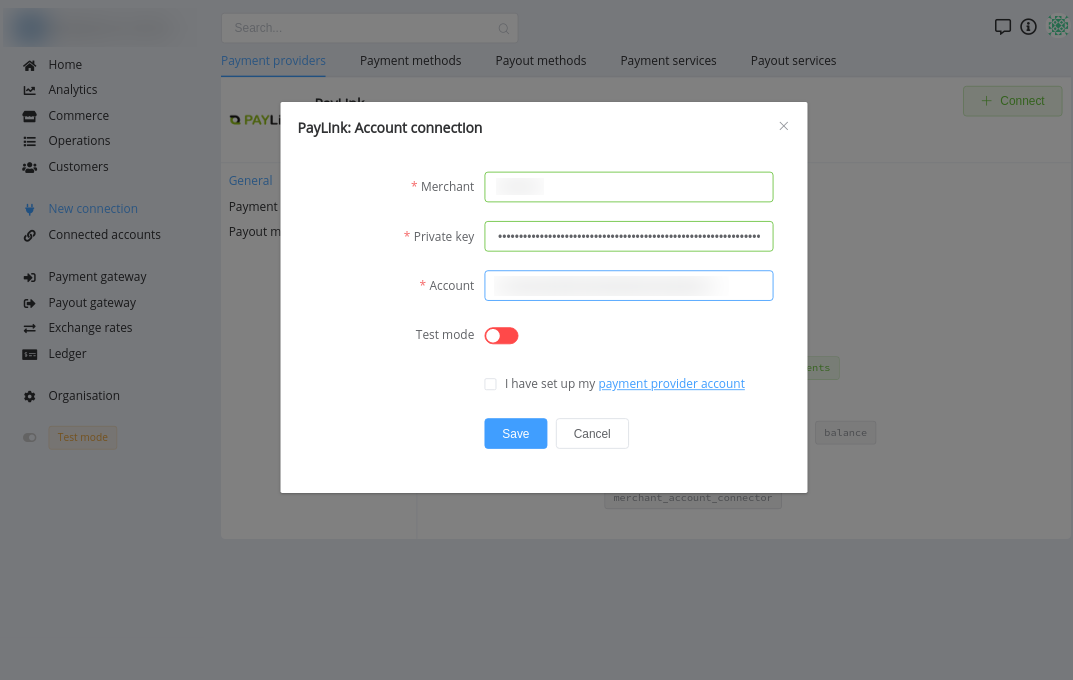 Search...
Payment providers Payment methods Payout methods Payment services Payout services
Home
Analytics
Commerce
Operations
Customers
New connection
Connected accounts
Payment gateway
Payout gateway
Exchange rates
Ledger
Organisation
Test mode
PayLink
PAYLi
Connect
General
Payment
Payout m
PayLink: Account connection
* Merchant
* Private key
* Account
Test mode
I have set up my payment provider account
Save Cancel
ents
balance
merchant_account_connector